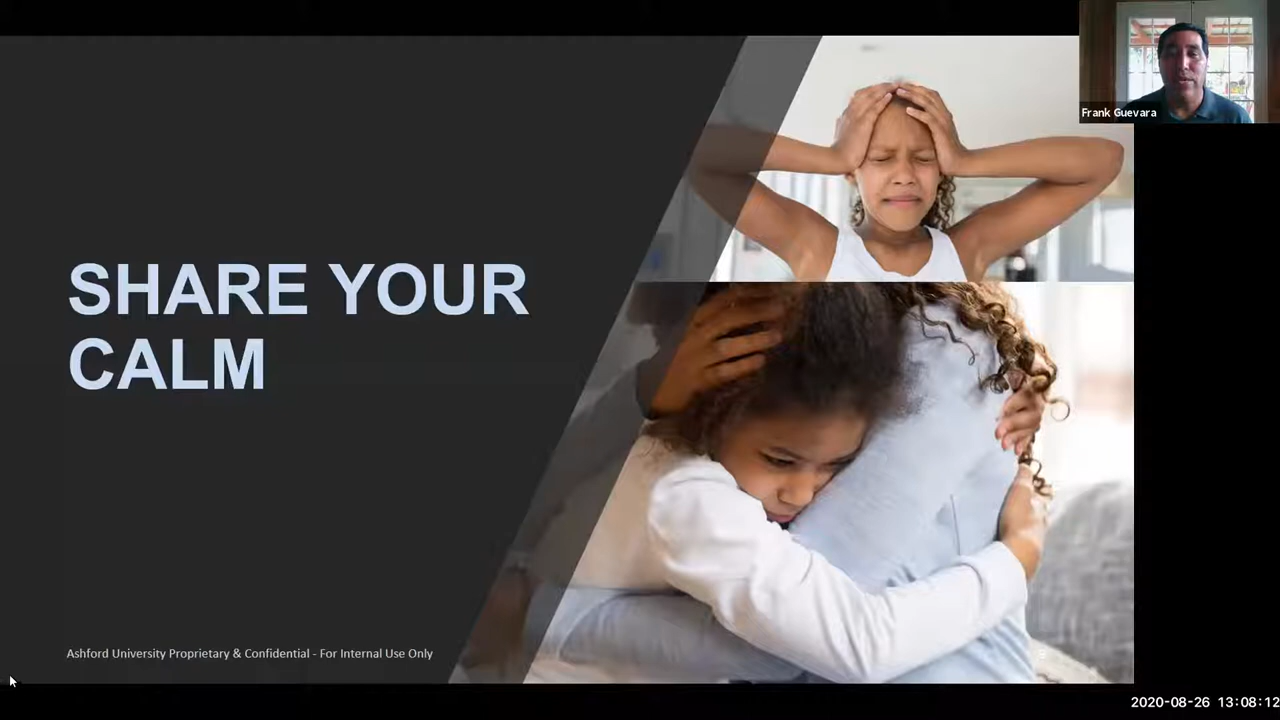 Frank Guevara
SHARE YOUR
CALM
Ashford University Proprietary & Confidential - For Internal Use Only
2020-08-26 13:08:12